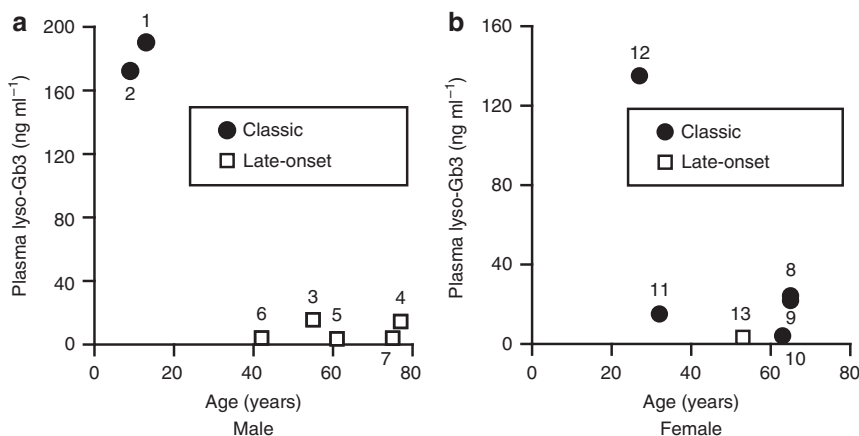 a
200
160
120
80
40
0
Plasma lyso-Gb3 (ng ml−1)
1
2
Classic
Late-onset
6
3
5
4
7
0
20
40
60
80
Age (years)
Male
b
160
120
80
40
0
Plasma lyso-Gb3 (ng ml−1)
12
Classic
Late-onset
11
13
8
9
10
0
20
40
60
80
Age (years)
Female